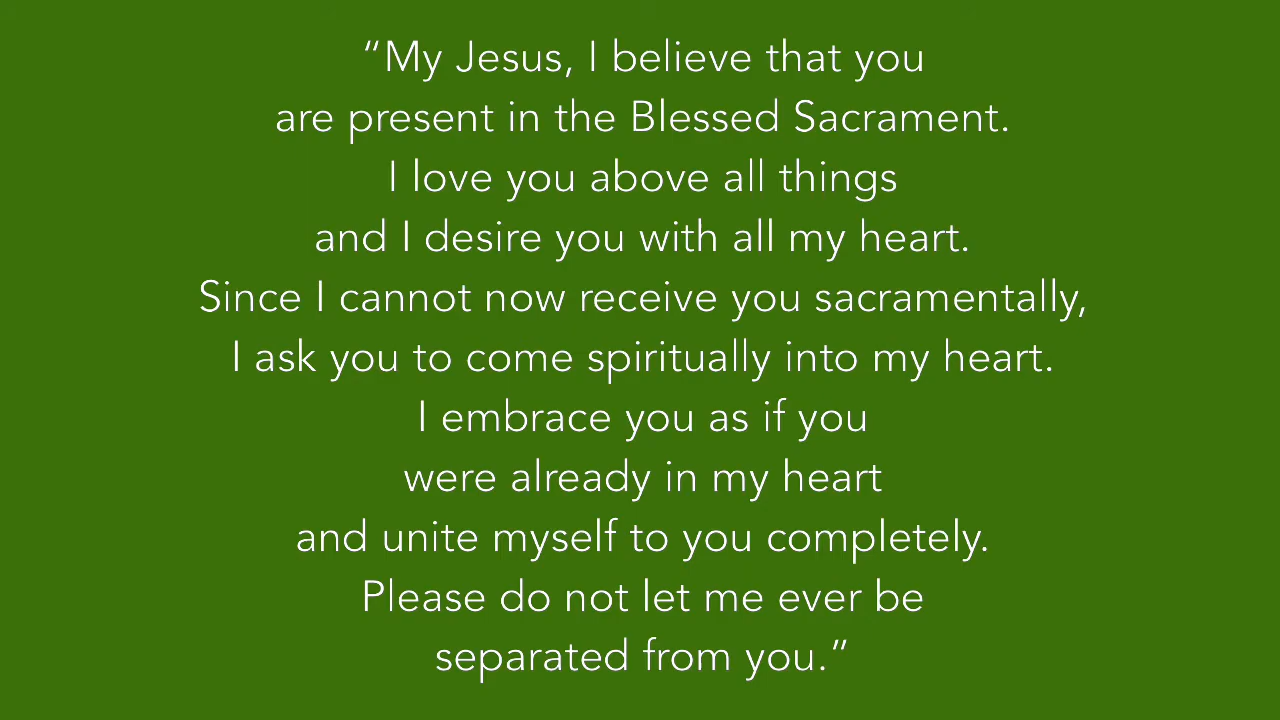 “My Jesus, I believe that you
are present in the Blessed Sacrament.
I love you above all things
and I desire you with all my heart.
Since I cannot now receive you sacramentally,
I ask you to come spiritually into my heart.
I embrace you as if you
were already in my heart
and unite myself to you completely.
Please do not let me ever be
separated from you.”